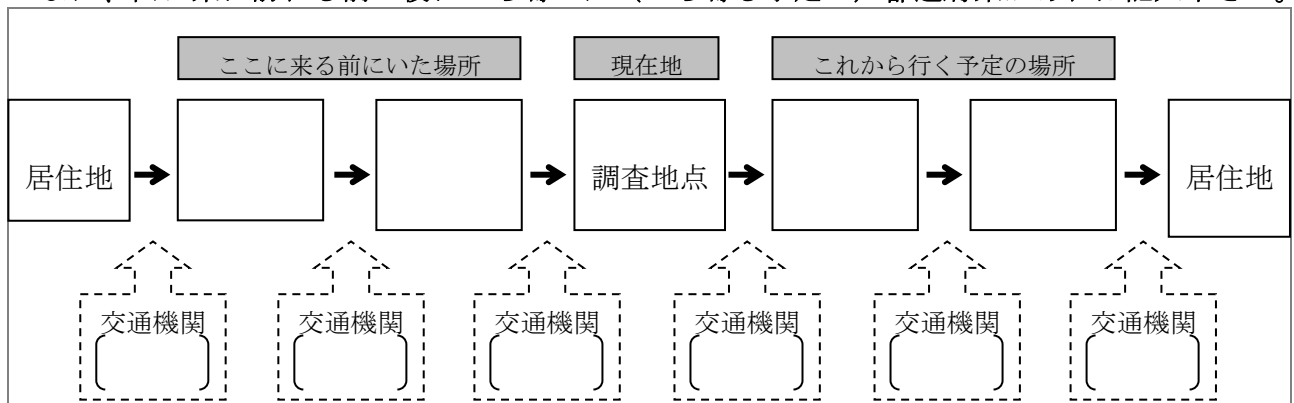 ここに来る前にいた場所 現在地 これから行く予定の場所
居住地 調査地点 居住地
交通機関 交通機関 交通機関 交通機関 交通機関 交通機関